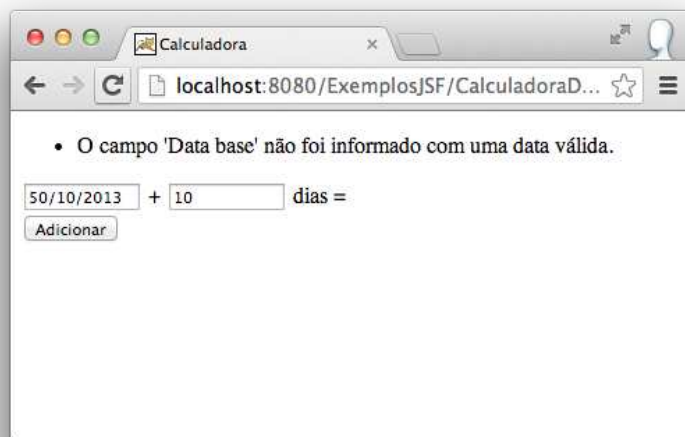 Calculadora
localhost:8080/ExemplosJSF/CalculadoraD...
O campo 'Data base' não foi informado com uma data válida.
50/10/2013 + 10 dias =
Adicionar